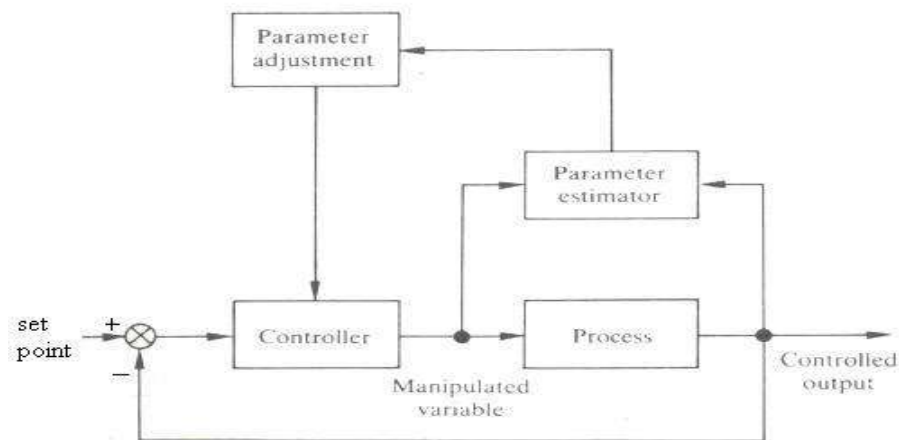 Parameter
adjustment
Parameter
estimator
set
point
+
−
Controller
Process
Manipulated
variable
Controlled
output